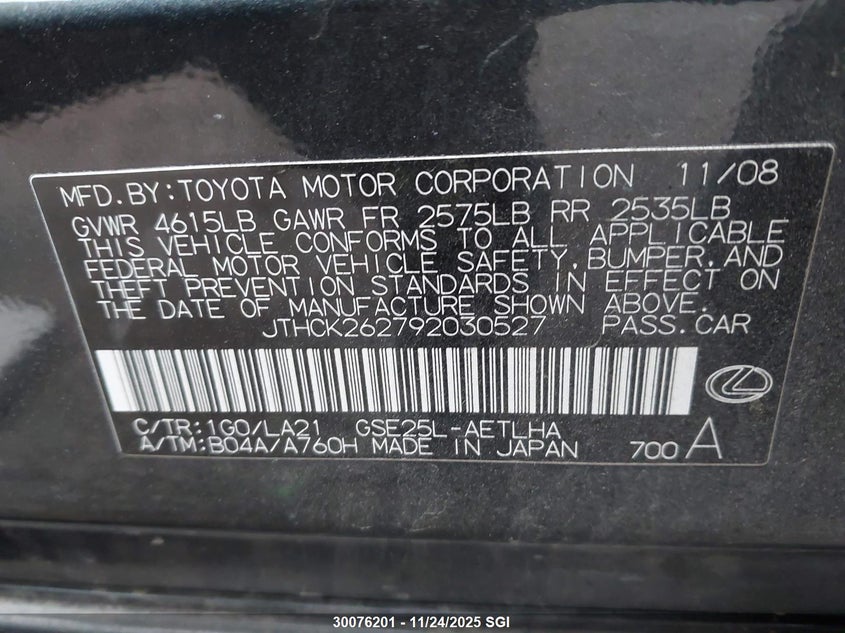 MFD.BY:TOYOTA MOTOR CORPORATION 11/08
GVWR 4615LB GAWR FR 2575LB RR 2535LB
THIS VEHICLE CONFORMS TO ALL APPLICABLE
FEDERAL MOTOR VEHICLE SAFETY,BUMPER,AND
THEFT PREVENTION STANDARDS IN EFFECT ON
THE DATE OF MANUFACTURE SHOWN ABOVE.
JTHCK262792030527 PASS.CAR
C/TR:1G0/LA21 GSE25L-AETLHA
A/TM:B04A/A760H MADE IN JAPAN 700 A
30076201 - 11/24/2025 SGI